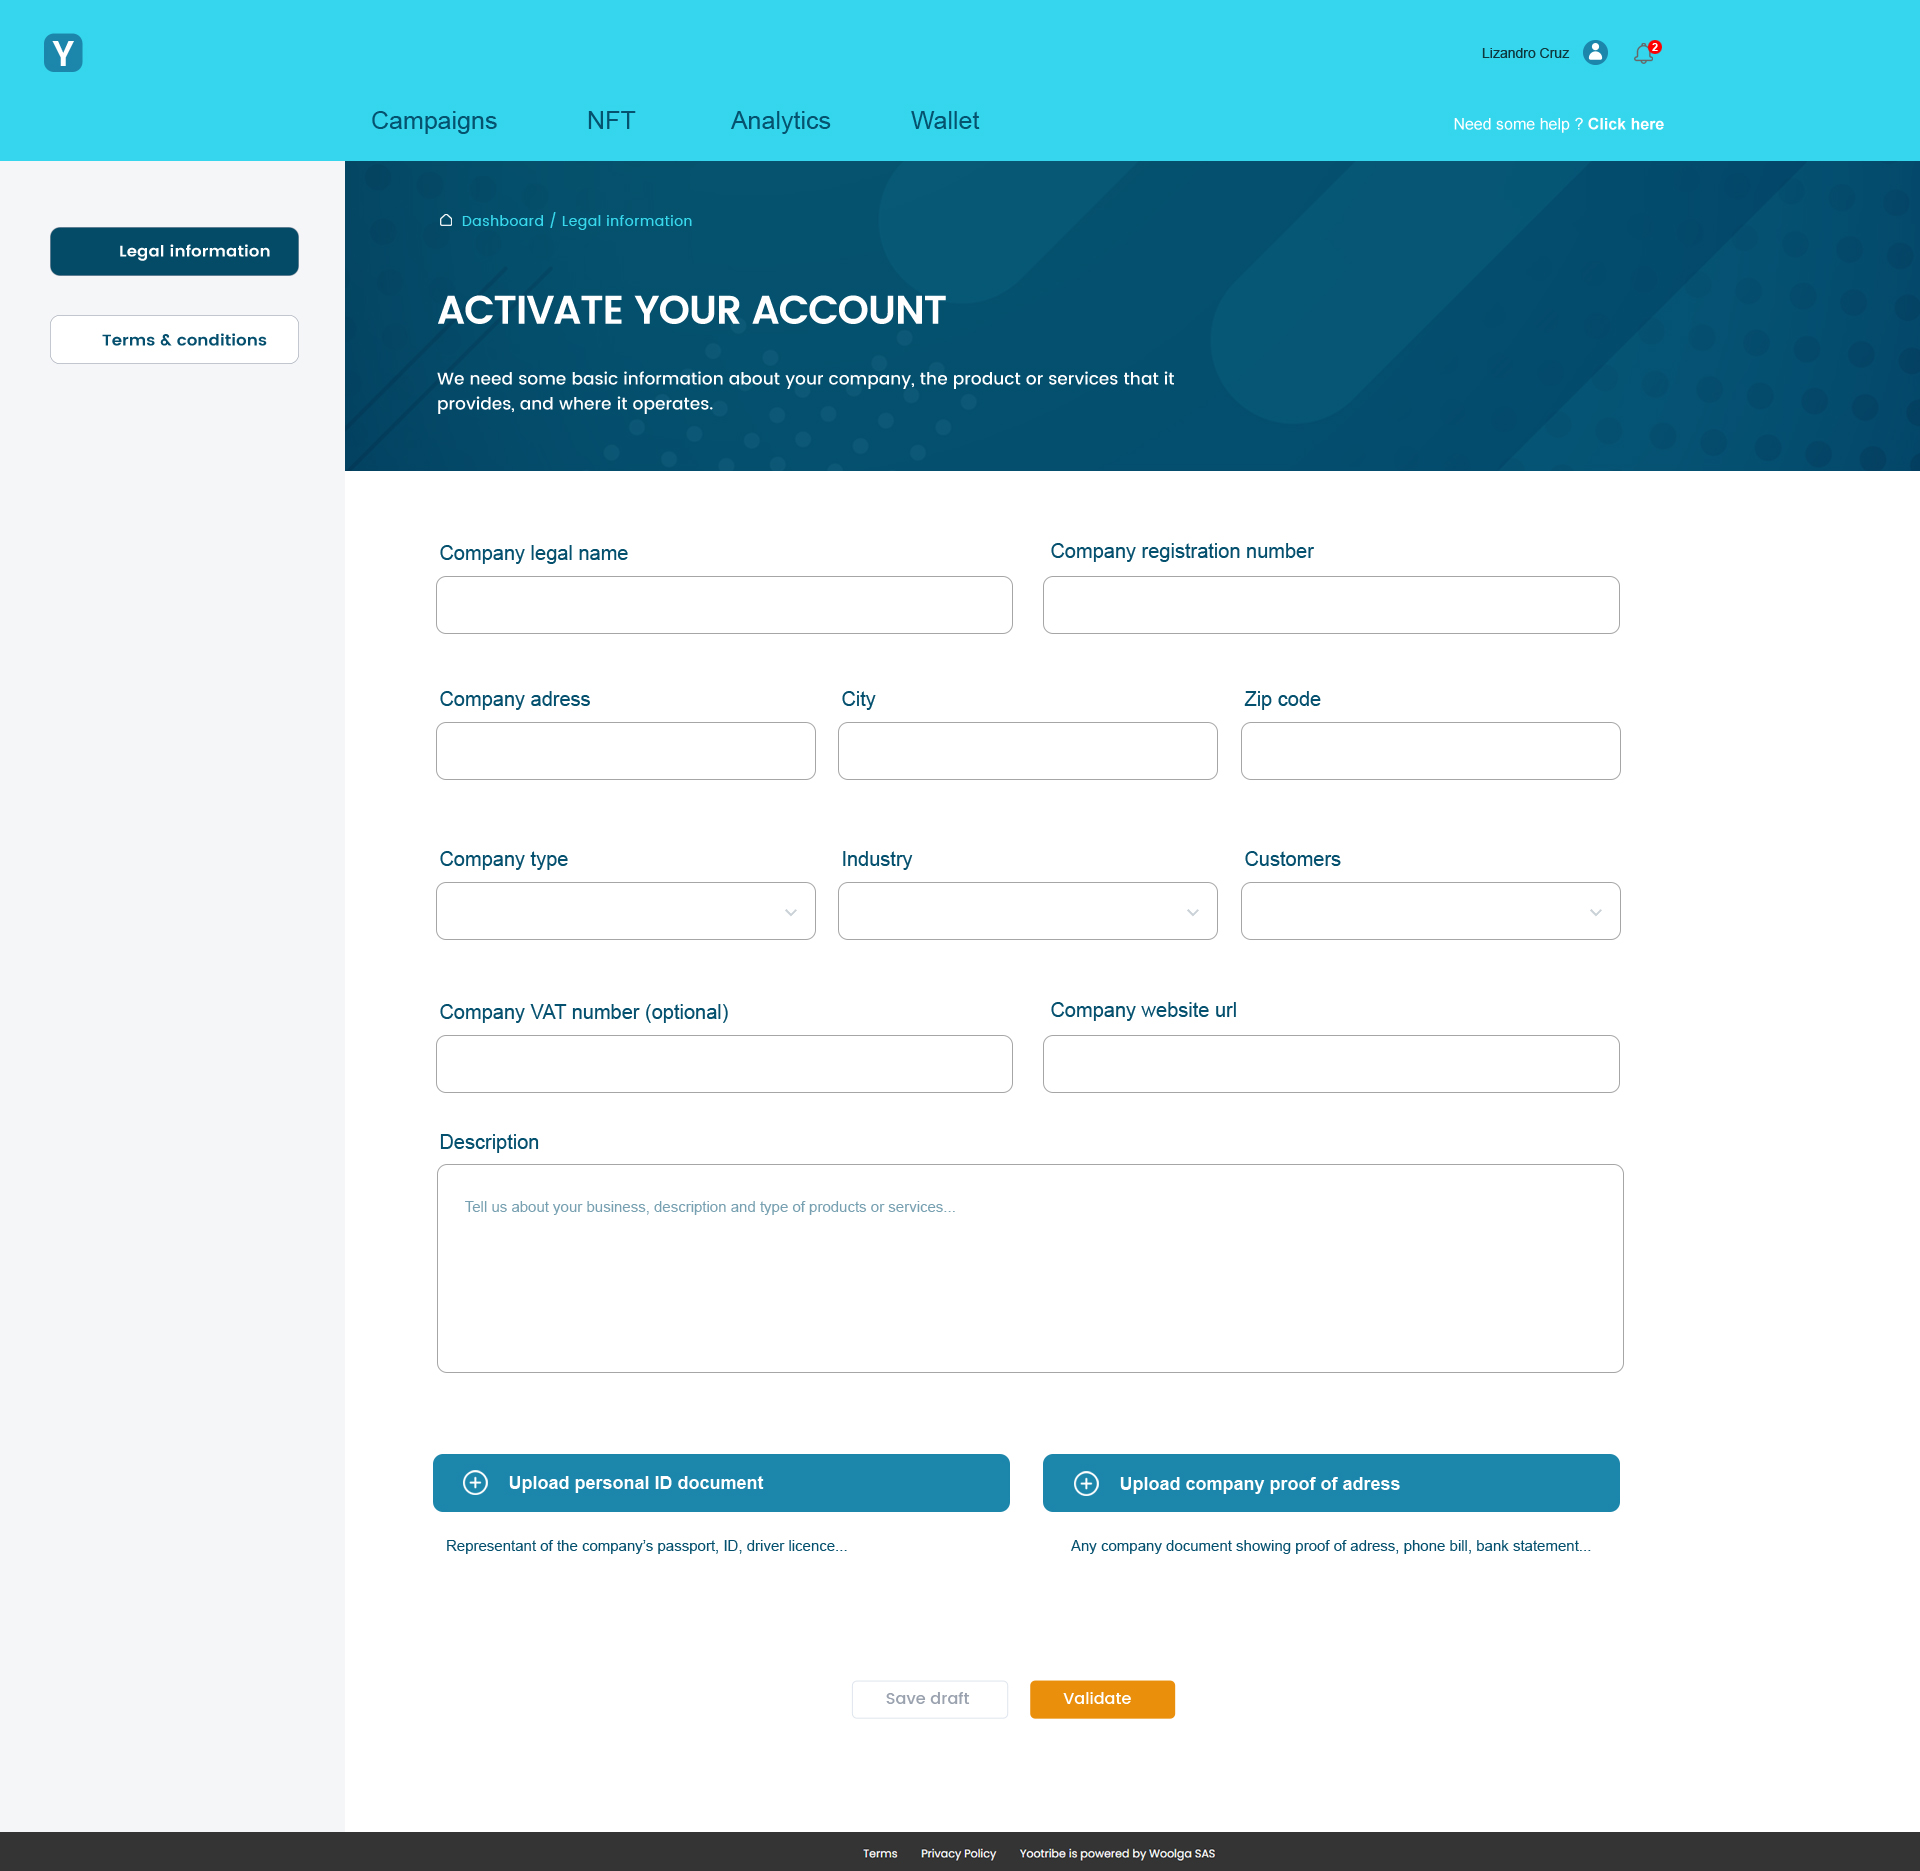 Y
Lizandro Cruz
2
Campaigns NFT Analytics Wallet
Need some help ? Click here
Legal information
Terms & conditions
Dashboard / Legal information
ACTIVATE YOUR ACCOUNT
We need some basic information about your company, the product or services that it
provides, and where it operates.
Company legal name
Company registration number
Company adress
City
Zip code
Company type
Industry
Customers
Company VAT number (optional)
Company website url
Description
Tell us about your business, description and type of products or services...
Upload personal ID document
Upload company proof of adress
Representant of the company’s passport, ID, driver licence...
Any company document showing proof of adress, phone bill, bank statement...
Save draft
Validate
Terms Privacy Policy Yootribe is powered by Woolga SAS